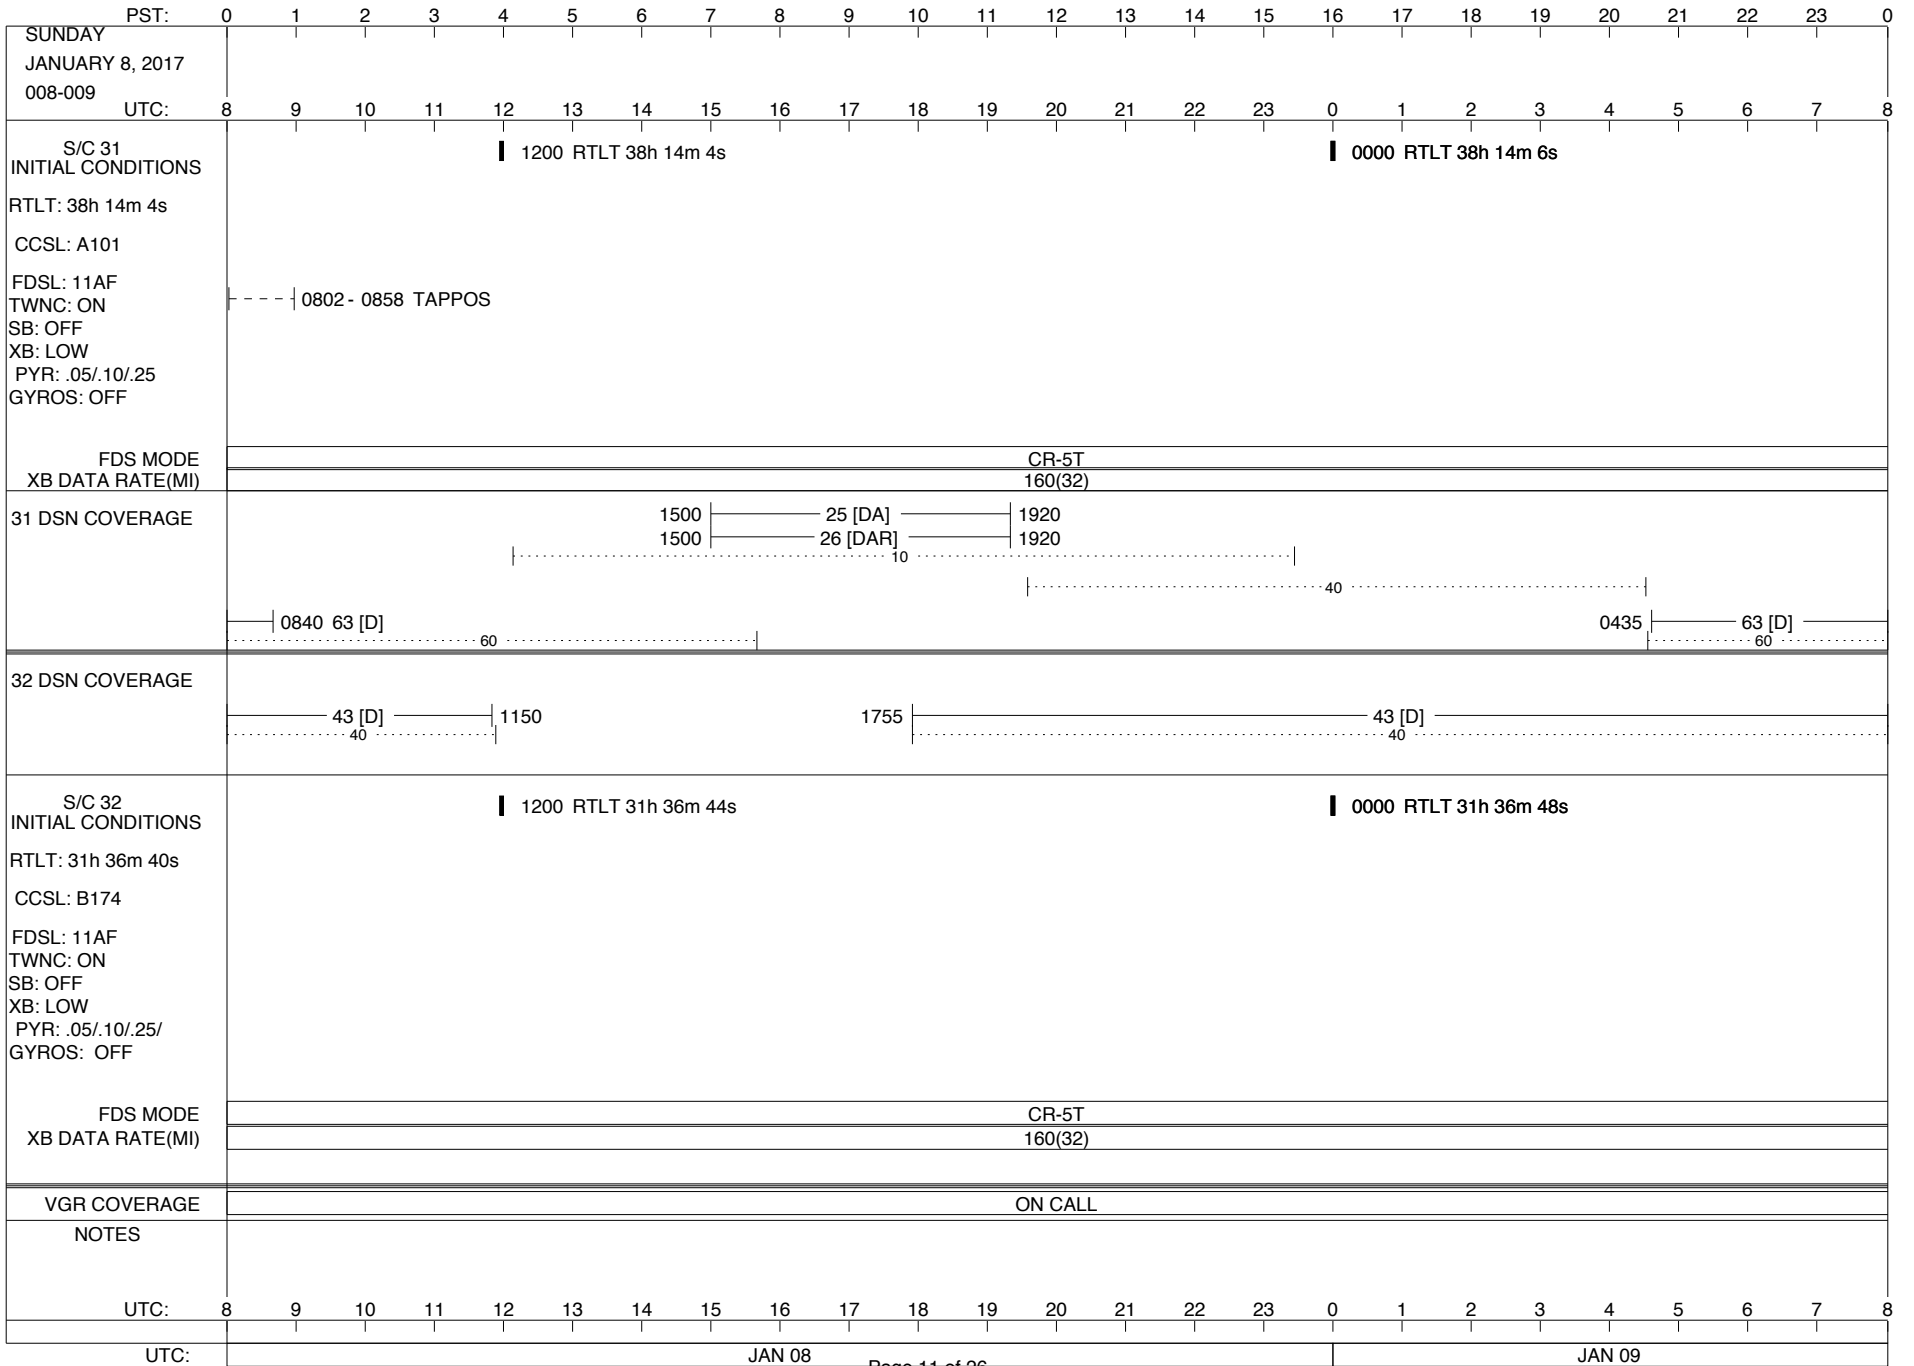 PST: 0 1 2 3 4 5 6 7 8 9 10 11 12 13 14 15 16 17 18 19 20 21 22 23 0
SUNDAY
JANUARY 8, 2017
008-009
UTC: 8 9 10 11 12 13 14 15 16 17 18 19 20 21 22 23 0 1 2 3 4 5 6 7 8
S/C 31
INITIAL CONDITIONS
1200 RTLT 38h 14m 4s
0000 RTLT 38h 14m 6s
RTLT: 38h 14m 4s
CCSL: A101
FDSL: 11AF
TWNC: ON
0802 - 0858 TAPPOS
SB: OFF
XB: LOW
PYR: .05/.10/.25
GYROS: OFF
FDS MODE CR-5T
XB DATA RATE(MI) 160(32)
31 DSN COVERAGE
1500 25 [DA] 1920
1500 26 [DAR] 1920
10
40
0840 63 [D]
0435 63 [D]
60 60
32 DSN COVERAGE
43 [D] 1150
1755 43 [D]
40 40
S/C 32
INITIAL CONDITIONS
1200 RTLT 31h 36m 44s
0000 RTLT 31h 36m 48s
RTLT: 31h 36m 40s
CCSL: B174
FDSL: 11AF
TWNC: ON
SB: OFF
XB: LOW
PYR: .05/.10/.25/
GYROS: OFF
FDS MODE CR-5T
XB DATA RATE(MI) 160(32)
VGR COVERAGE ON CALL
NOTES
UTC: 8 9 10 11 12 13 14 15 16 17 18 19 20 21 22 23 0 1 2 3 4 5 6 7 8
UTC: JAN 08 JAN 09
Page 11 of 26